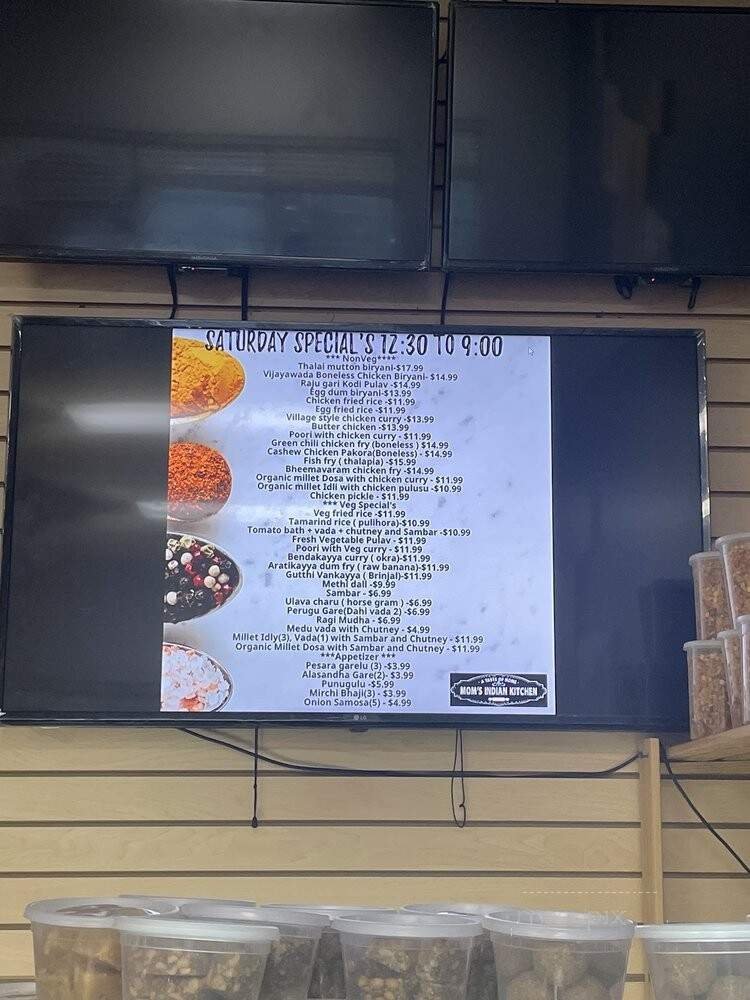 SATURDAY SPECIAL'S 12:30 TO 9:00
*** NonVeg****
Thalai mutton biryani-$17.99
Vijayawada Boneless Chicken Biryani- $14.99
Raju gari Kodi Pulav -$14.99
Egg dum biryani-$13.99
Chicken fried rice -$11.99
Egg fried rice -$11.99
Village style chicken curry -$13.99
Butter chicken -$13.99
Poori with chicken curry - $11.99
Green chili chicken fry (boneless ) $14.99
Cashew Chicken Pakora(Boneless) - $14.99
Fish fry ( thalapia) -$15.99
Bheemavaram chicken fry -$14.99
Organic millet Dosa with chicken curry - $11.99
Organic millet Idli with chicken pulusu -$10.99
Chicken pickle - $11.99
*** Veg Special's
Veg fried rice -$11.99
Tamarind rice ( pulihora)-$10.99
Tomato bath + vada + chutney and Sambar -$10.99
Fresh Vegetable Pulav - $11.99
Poori with Veg curry - $11.99
Bendakayya curry ( okra)-$11.99
Aratikayya dum fry ( raw banana)-$11.99
Gutthi Vankayya ( Brinjal)-$11.99
Methi dall -$9.99
Sambar - $6.99
Ulava charu ( horse gram ) -$6.99
Perugu Gare(Dahl vada 2) -$6.99
Ragi Mudha - $6.99
Medu vada with Chutney - $4.99
Millet Idly(3), Vada(1) with Sambar and Chutney - $11.99
Organic Millet Dosa with Sambar and Chutney - $11.99
***Appetizer ***
Pesara garelu (3) -$3.99
Alasandha Gare(2)- $3.99
Punugulu -$5.99
Mirchi Bhaji(3) - $3.99
Onion Samosa(5) - $4.99
A TASTE OF HOME
MOM'S INDIAN KITCHEN
LG